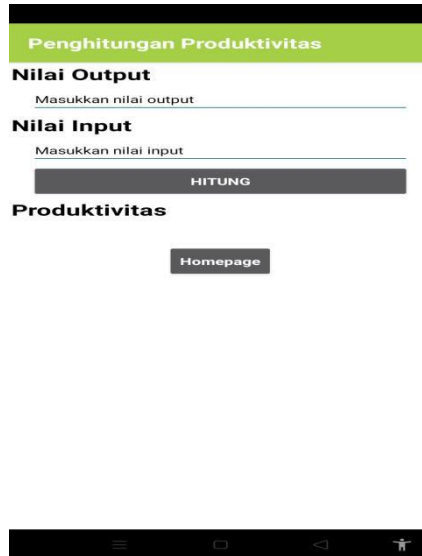 Penghitungan Produktivitas
Nilai Output
Masukkan nilai output
Nilai Input
Masukkan nilai input
HITUNG
Produktivitas
Homepage